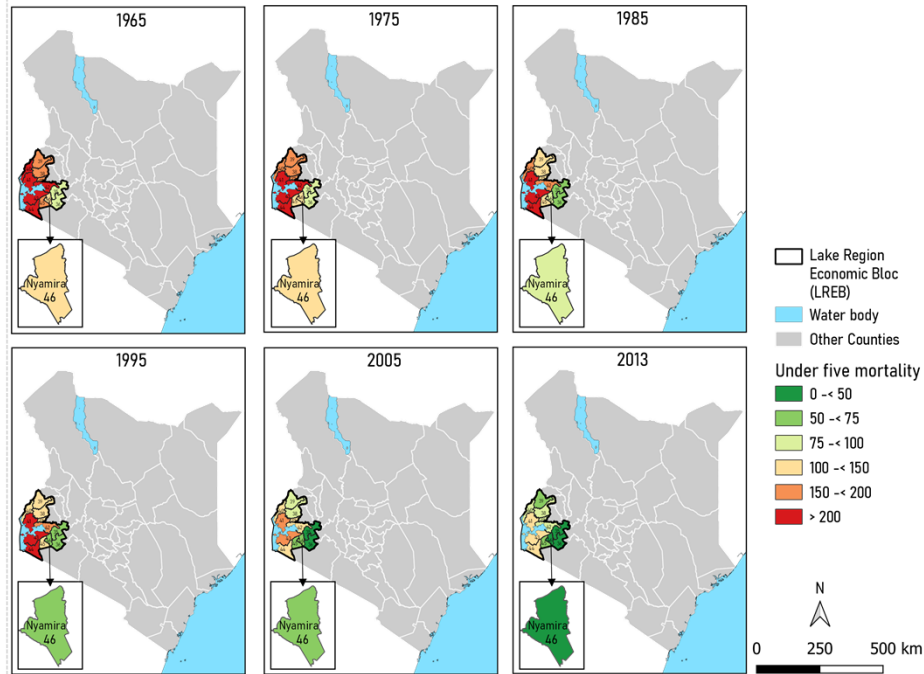 1965
1975
1985
Nyamira
46
Nyamira
46
Nyamira
46
1995
2005
2013
Nyamira
46
Nyamira
46
Nyamira
46
Lake Region
Economic Bloc
(LREB)
Water body
Other Counties
Under five mortality
0 -< 50
50 -< 75
75 -< 100
100 -< 150
150 -< 200
> 200
N
0 250 500 km